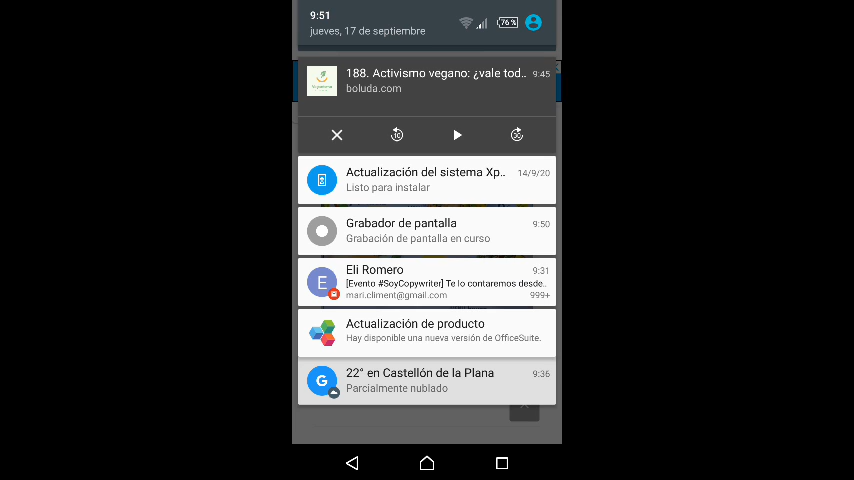 9:51
76 %
jueves, 17 de septiembre
188. Activismo vegano: ¿vale tod..
9:45
boluda.com
10
30
Actualización del sistema Xp..
14/9/20
Listo para instalar
Grabador de pantalla
9:50
Grabación de pantalla en curso
E
Eli Romero
9:31
[Evento #SoyCopywriter] Te lo contaremos desde..
mari.climent@gmail.com
999+
Actualización de producto
Hay disponible una nueva versión de OfficeSuite.
G
22° en Castellón de la Plana
9:36
Parcialmente nublado